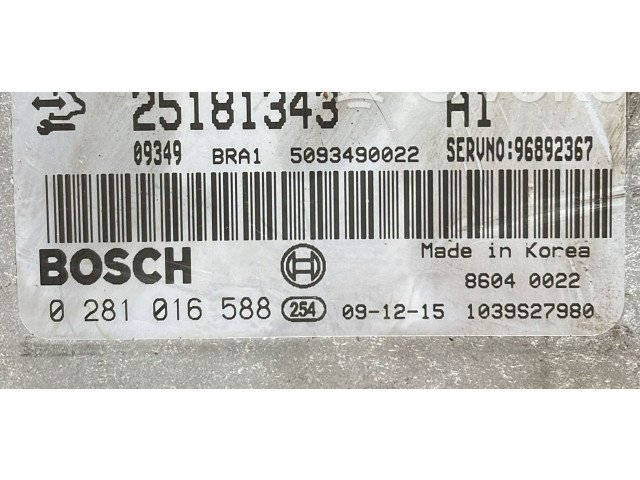 25181343 A1
09349 BRA1 5093490022 SERVNO:96892367
BOSCH Made in Korea
8604 0022
0 281 016 588 254 09-12-15 1039S27980